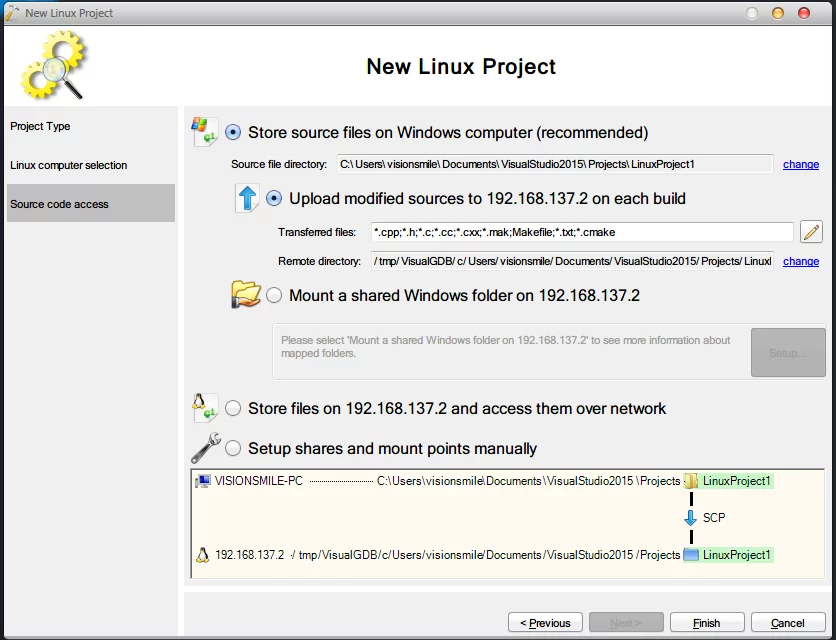 New Linux Project
New Linux Project
Project Type
Linux computer selection
Source code access
Store source files on Windows computer (recommended)
Source file directory: C:\Users\visionsmile\Documents\VisualStudio2015\Projects\LinuxProject1 change
Upload modified sources to 192.168.137.2 on each build
Transferred files: *.cpp;*.h;*.c;*.cc;*.cxx;*.mak;Makefile;*.txt;*.cmake
Remote directory: /tmp/VisualGDB/c/Users/visionsmile/Documents/VisualStudio2015/Projects/Linux change
Mount a shared Windows folder on 192.168.137.2
Please select 'Mount a shared Windows folder on 192.168.137.2' to see more information about
mapped folders.
Setup...
Store files on 192.168.137.2 and access them over network
Setup shares and mount points manually
VISIONSMILE-PC C:\Users\visionsmile\Documents\VisualStudio2015\Projects LinuxProject1
SCP
192.168.137.2 /tmp/VisualGDB/c/Users/visionsmile/Documents/VisualStudio2015/Projects LinuxProject1
< Previous Next > Finish Cancel